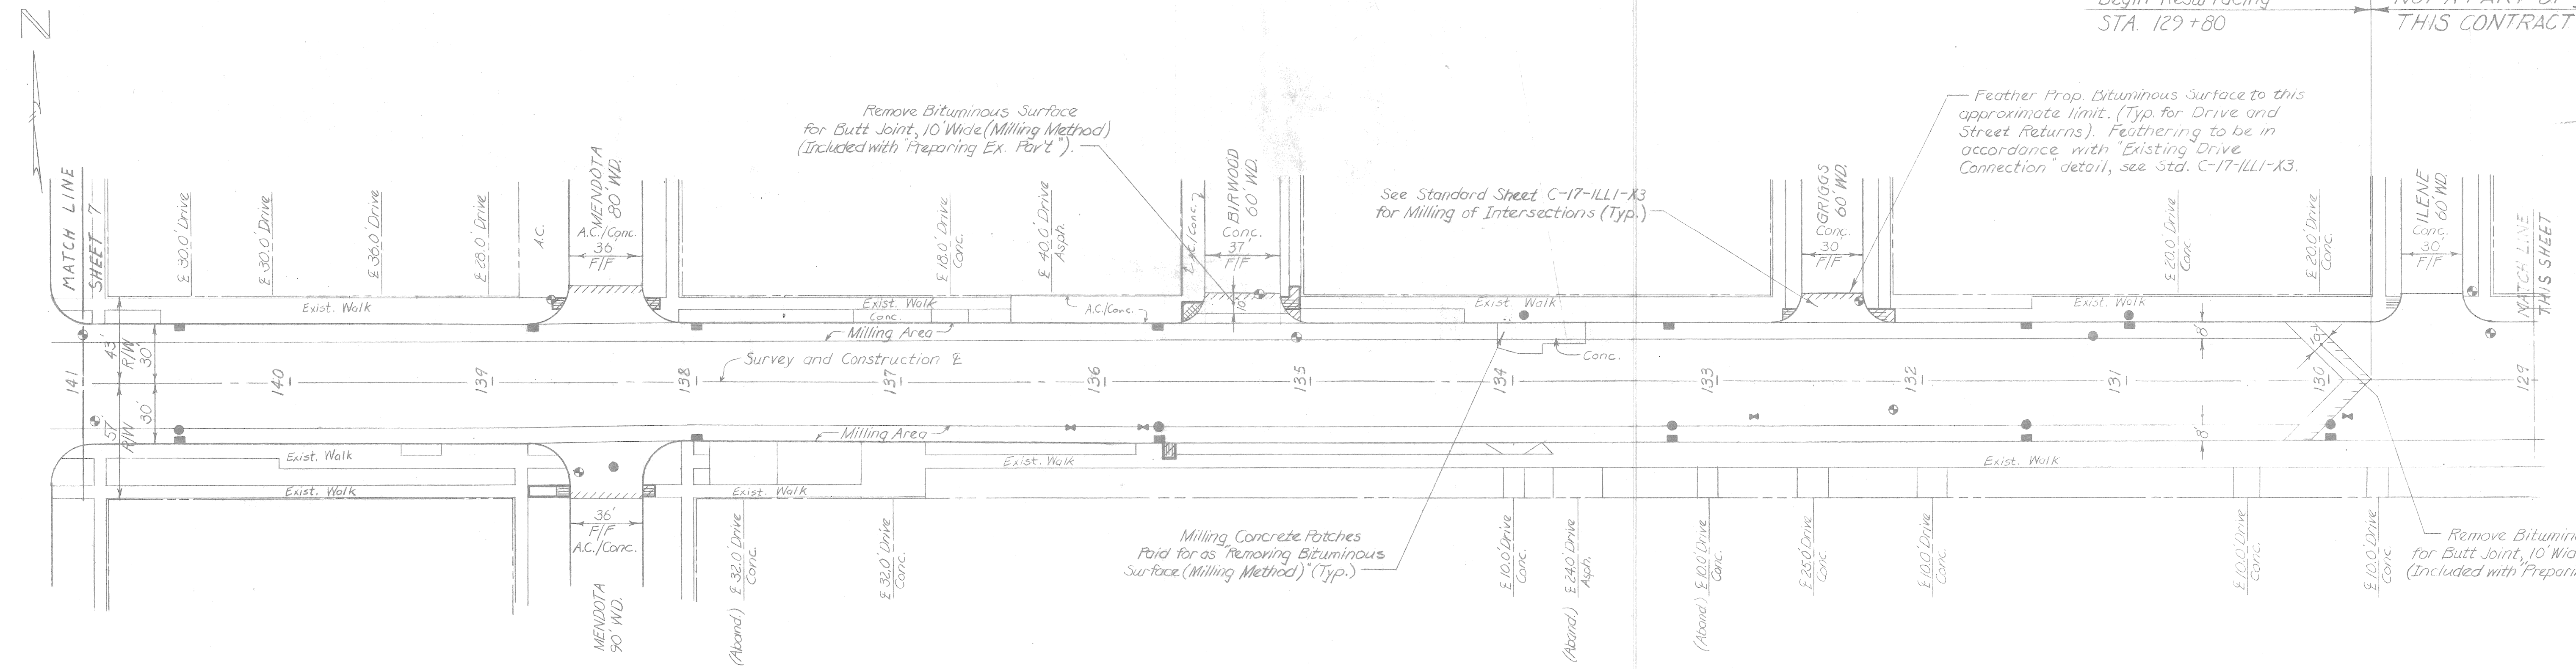 N
Begin Resurfacing
STA. 129+80
NOT A PART OF
THIS CONTRACT
Remove Bituminous Surface
for Butt Joint, 10' Wide (Milling Method)
(Included with "Preparing Ex. Pav't").
See Standard Sheet C-17-1LL1-X3
for Milling of Intersections (Typ.)
Feather Prop. Bituminous Surface to this
approximate limit. (Typ. for Drive and
Street Returns). Feathering to be in
accordance with "Existing Drive
Connection" detail, see Std. C-17-1LL1-X3.
MATCH LINE
SHEET 7
℄ 30.0' Drive
℄ 30.0' Drive
℄ 36.0' Drive
℄ 28.0' Drive
A.C.
MENDOTA
80' WD.
A.C./Conc.
36'
F/F
℄ 18.0' Drive
Conc.
℄ 40.0' Drive
Asph.
A.C./Conc.
BIRWOOD
60' WD.
Conc.
37'
F/F
10'
GRIGGS
60' WD.
Conc.
30'
F/F
℄ 20.0' Drive
Conc.
℄ 20.0' Drive
Conc.
ILENE
60' WD.
Conc.
30'
F/F
MATCH LINE
THIS SHEET
Exist. Walk
Exist. Walk
Conc.
A.C./Conc.
Exist. Walk
Exist. Walk
Milling Area
Survey and Construction ℄
Conc.
43'
R/W
30'
57'
R/W
30'
8'
10'
8'
141
140
139
138
137
136
135
134
133
132
131
130
129
Milling Area
Exist. Walk
Exist. Walk
Exist. Walk
Exist. Walk
Exist. Walk
36'
F/F
A.C./Conc.
MENDOTA
90' WD.
(Aband.) ℄ 32.0' Drive
Conc.
℄ 32.0' Drive
Conc.
Milling Concrete Patches
Paid for as "Removing Bituminous
Surface (Milling Method)" (Typ.)
℄ 10.0' Drive
Conc.
(Aband.) ℄ 24.0' Drive
Asph.
(Aband.) ℄ 10.0' Drive
Conc.
℄ 25.0' Drive
Conc.
℄ 10.0' Drive
Conc.
℄ 10.0' Drive
Conc.
℄ 10.0' Drive
Conc.
Remove Bitumin
for Butt Joint, 10' Wid
(Included with "Prepari